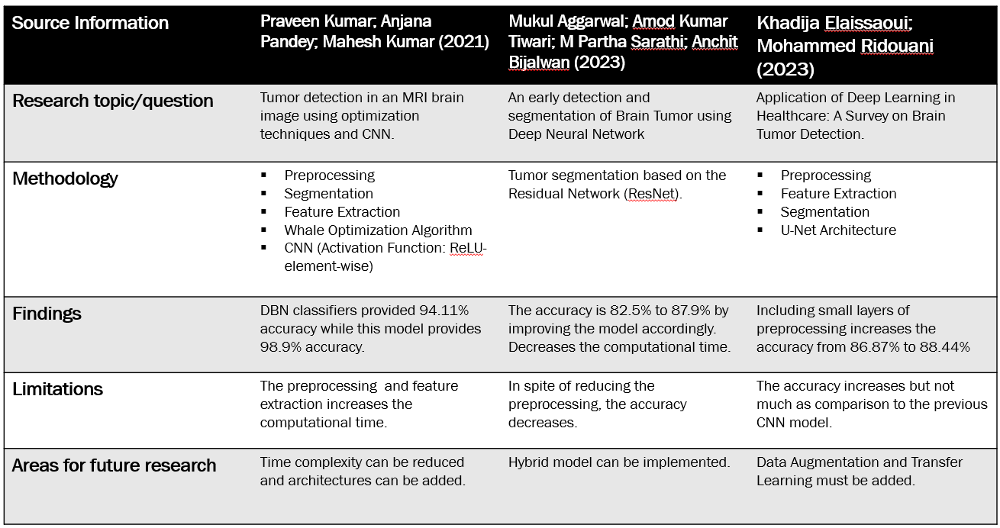 Source Information
Praveen Kumar; Anjana
Pandey; Mahesh Kumar (2021)
Mukul Aggarwal; Amod Kumar
Tiwari; M Partha Sarathi; Anchit
Bijalwan (2023)
Khadija Elaissaoui;
Mohammed Ridouani
(2023)
Research topic/question
Tumor detection in an MRI brain
image using optimization
techniques and CNN.
An early detection and
segmentation of Brain Tumor using
Deep Neural Network
Application of Deep Learning in
Healthcare: A Survey on Brain
Tumor Detection.
Methodology
▪ Preprocessing
▪ Segmentation
▪ Feature Extraction
▪ Whale Optimization Algorithm
▪ CNN (Activation Function: ReLU-
element-wise)
Tumor segmentation based on the
Residual Network (ResNet).
▪ Preprocessing
▪ Feature Extraction
▪ Segmentation
▪ U-Net Architecture
Findings
DBN classifiers provided 94.11%
accuracy while this model provides
98.9% accuracy.
The accuracy is 82.5% to 87.9% by
improving the model accordingly.
Decreases the computational time.
Including small layers of
preprocessing increases the
accuracy from 86.87% to 88.44%
Limitations
The preprocessing and feature
extraction increases the
computational time.
In spite of reducing the
preprocessing, the accuracy
decreases.
The accuracy increases but not
much as comparison to the previous
CNN model.
Areas for future research
Time complexity can be reduced
and architectures can be added.
Hybrid model can be implemented.
Data Augmentation and Transfer
Learning must be added.